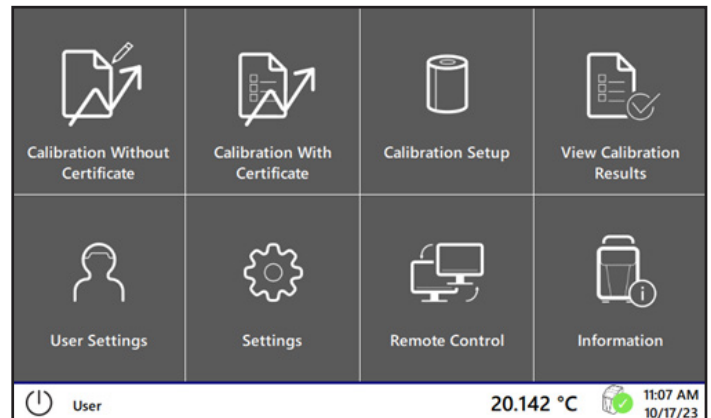 Calibration Without
Certificate
Calibration With
Certificate
Calibration Setup
View Calibration
Results
User Settings
Settings
Remote Control
Information
User
20.142 °C
11:07 AM
10/17/23